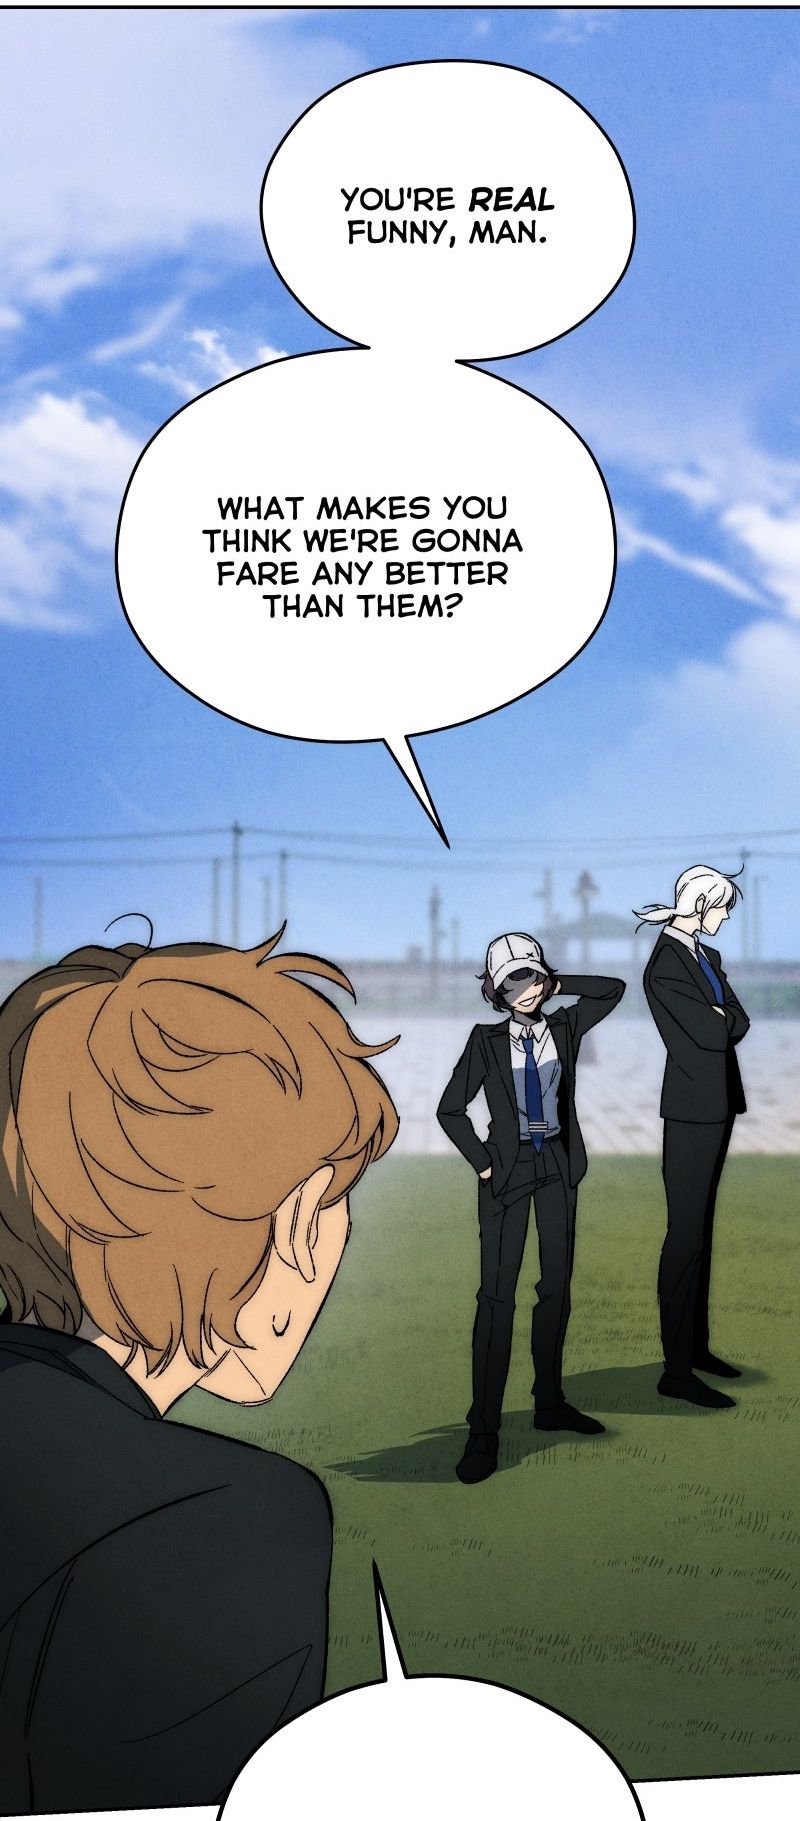 YOU'RE REAL
FUNNY, MAN.
WHAT MAKES YOU
THINK WE'RE GONNA
FARE ANY BETTER
THAN THEM?